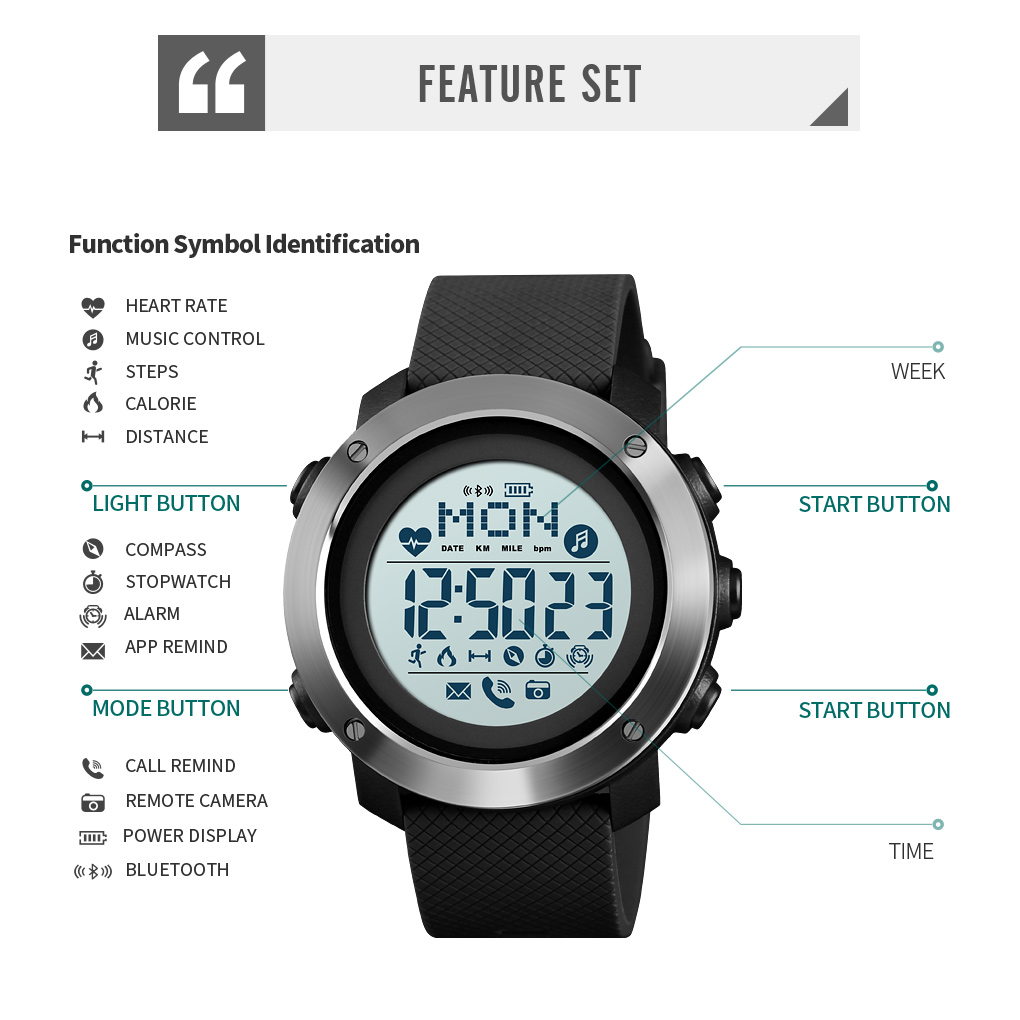 FEATURE SET
Function Symbol Identification
HEART RATE
MUSIC CONTROL
STEPS
CALORIE
DISTANCE
LIGHT BUTTON
COMPASS
STOPWATCH
ALARM
APP REMIND
MODE BUTTON
CALL REMIND
REMOTE CAMERA
POWER DISPLAY
BLUETOOTH
MON
DATE KM MILE bpm
12:50 23
WEEK
START BUTTON
START BUTTON
TIME